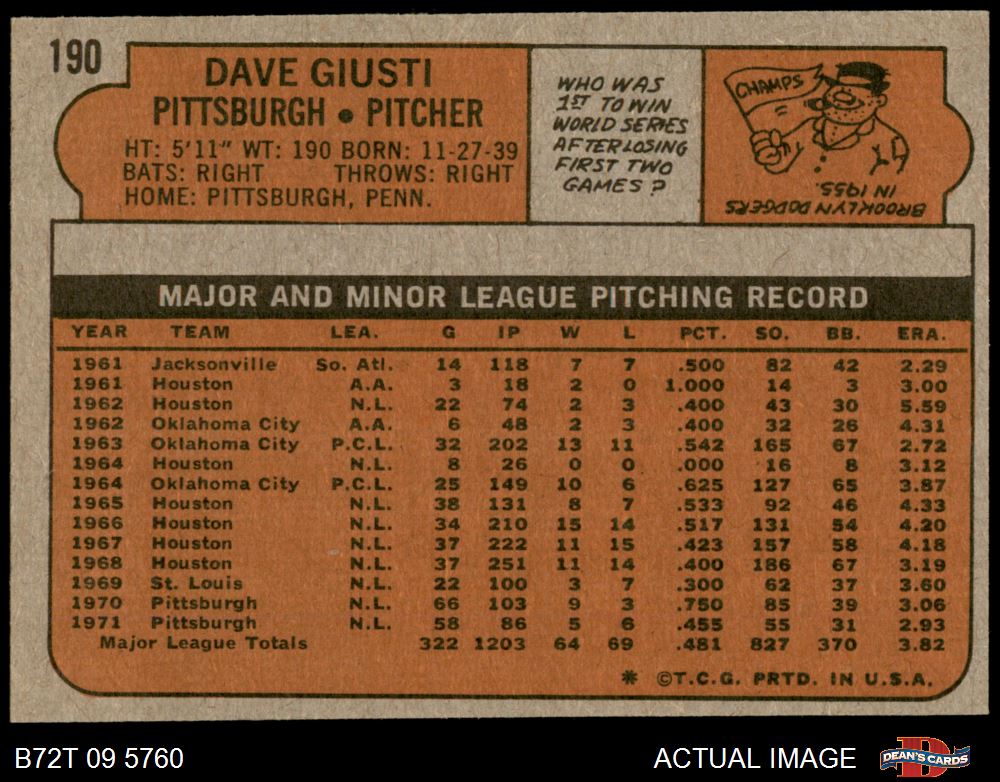 190
DAVE GIUSTI
PITTSBURGH • PITCHER
HT: 5'11" WT: 190 BORN: 11-27-39
BATS: RIGHT THROWS: RIGHT
HOME: PITTSBURGH, PENN.
WHO WAS
1ST TO WIN
WORLD SERIES
AFTER LOSING
FIRST TWO
GAMES?
CHAMPS
BROOKLYN DODGERS
IN 1955.
MAJOR AND MINOR LEAGUE PITCHING RECORD
YEAR TEAM LEA. G IP W L PCT. SO. BB. ERA.
1961 Jacksonville So. Atl. 14 118 7 7 .500 82 42 2.29
1961 Houston A.A. 3 18 2 0 1.000 14 3 3.00
1962 Houston N.L. 22 74 2 3 .400 43 30 5.59
1962 Oklahoma City A.A. 6 48 2 3 .400 32 26 4.31
1963 Oklahoma City P.C.L. 32 202 13 11 .542 165 67 2.72
1964 Houston N.L. 8 26 0 0 .000 16 8 3.12
1964 Oklahoma City P.C.L. 25 149 10 6 .625 127 65 3.87
1965 Houston N.L. 38 131 8 7 .533 92 46 4.33
1966 Houston N.L. 34 210 15 14 .517 131 54 4.20
1967 Houston N.L. 37 222 11 15 .423 157 58 4.18
1968 Houston N.L. 37 251 11 14 .400 186 67 3.19
1969 St. Louis N.L. 22 100 3 7 .300 62 37 3.60
1970 Pittsburgh N.L. 66 103 9 3 .750 85 39 3.06
1971 Pittsburgh N.L. 58 86 5 6 .455 55 31 2.93
Major League Totals 322 1203 64 69 .481 827 370 3.82
* ©T.C.G. PRTD. IN U.S.A.
B72T 09 5760 ACTUAL IMAGE
D
DEAN'S CARDS